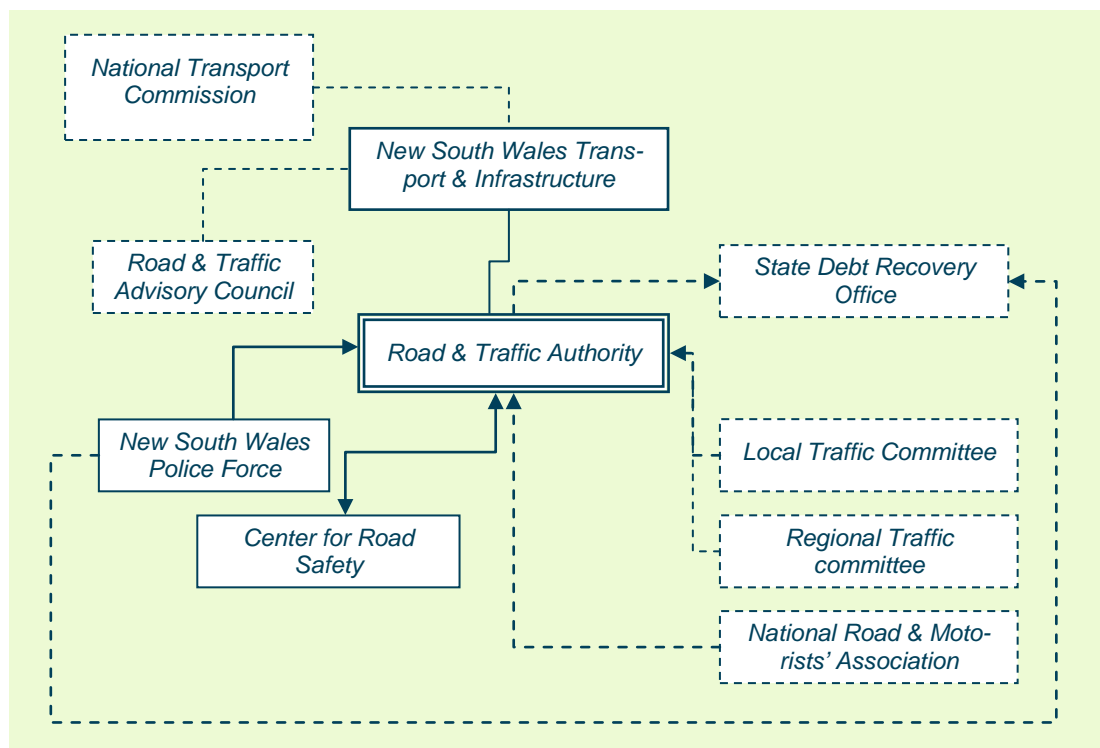 National Transport
Commission
New South Wales Trans-
port & Infrastructure
Road & Traffic
Advisory Council
State Debt Recovery
Office
Road & Traffic Authority
New South Wales
Police Force
Local Traffic Committee
Center for Road
Safety
Regional Traffic
committee
National Road & Moto-
rists’ Association